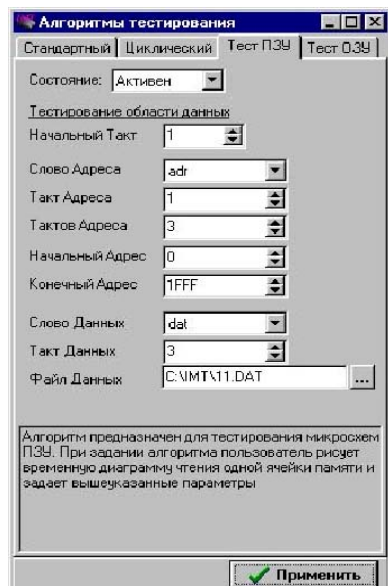 Алгоритмы тестирования
Стандартный Циклический Тест ПЗУ Тест ОЗУ
Состояние: Активен
Тестирование области данных
Начальный Такт 1
Слово Адреса adr
Такт Адреса 1
Тактов Адреса 3
Начальный Адрес 0
Конечный Адрес 1FFF
Слово Данных dat
Такт Данных 3
Файл Данных C:\IMT\11.DAT ...
Алгоритм предназначен для тестирования микросхем
ПЗУ. При задании алгоритма пользователь рисует
временную диаграмму чтения одной ячейки памяти и
задает вышеуказанные параметры
Применить